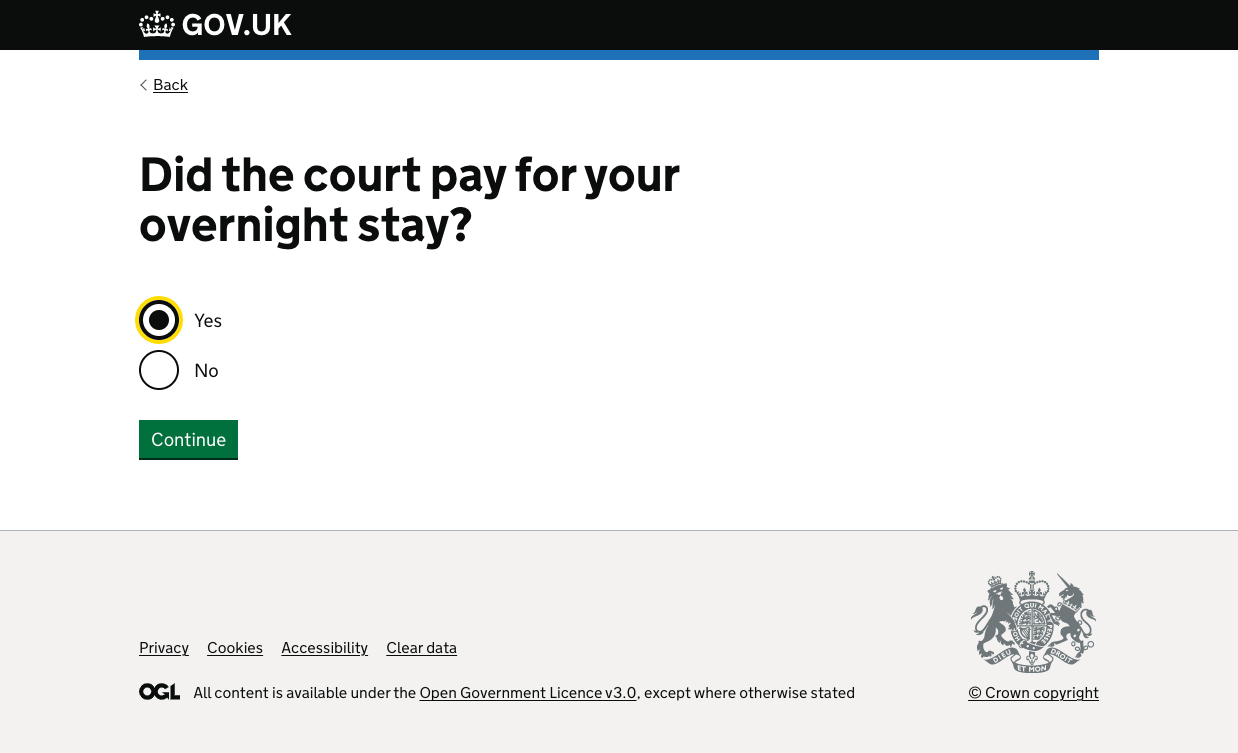 GOV.UK
Back
Did the court pay for your
overnight stay?
Yes
No
Continue
Privacy Cookies Accessibility Clear data
OGL All content is available under the Open Government Licence v3.0, except where otherwise stated
© Crown copyright